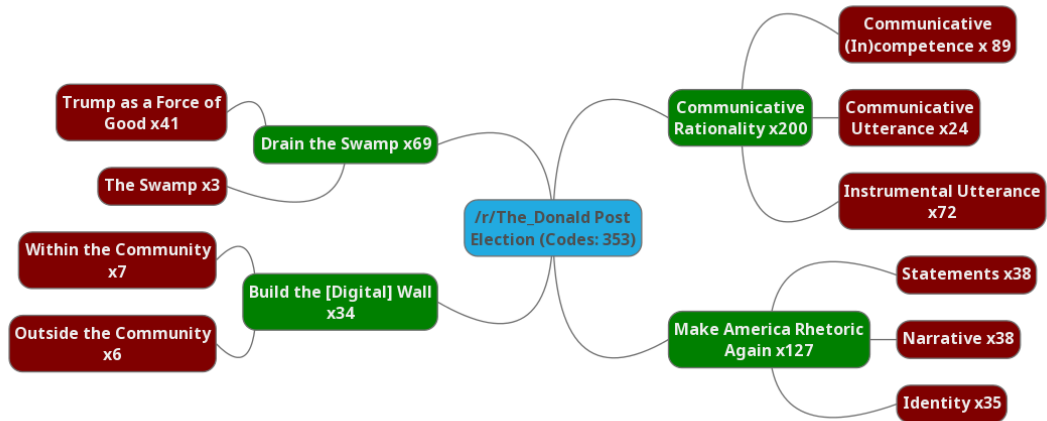 Communicative
(In)competence x 89
Trump as a Force of
Good x41
Communicative
Rationality x200
Communicative
Utterance x24
Drain the Swamp x69
The Swamp x3
Instrumental Utterance
x72
/r/The_Donald Post
Election (Codes: 353)
Within the Community
x7
Build the [Digital] Wall
x34
Statements x38
Outside the Community
x6
Make America Rhetoric
Again x127
Narrative x38
Identity x35